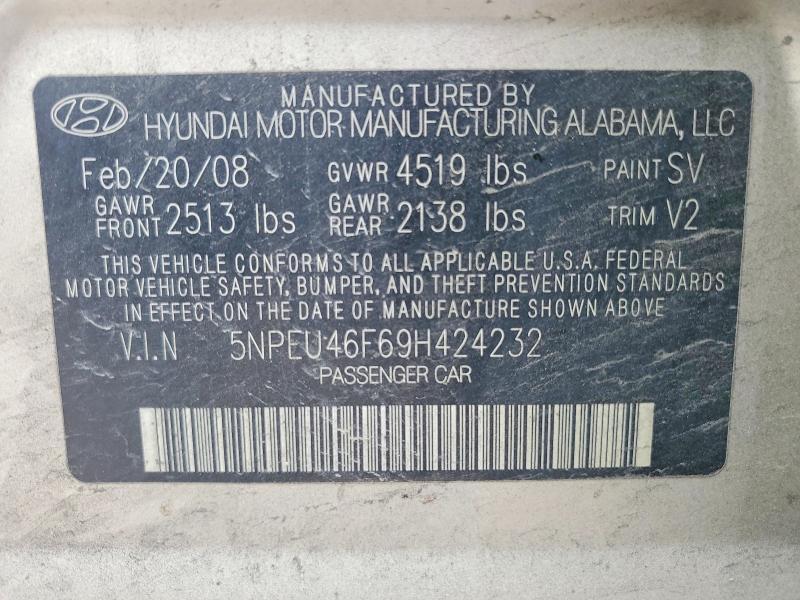 MANUFACTURED BY
HYUNDAI MOTOR MANUFACTURING ALABAMA, LLC
Feb/20/08 GVWR 4519 lbs PAINT SV
GAWR FRONT 2513 lbs GAWR REAR 2138 lbs TRIM V2
THIS VEHICLE CONFORMS TO ALL APPLICABLE U.S.A. FEDERAL
MOTOR VEHICLE SAFETY, BUMPER, AND THEFT PREVENTION STANDARDS
IN EFFECT ON THE DATE OF MANUFACTURE SHOWN ABOVE
V.I.N 5NPEU46F69H424232
PASSENGER CAR